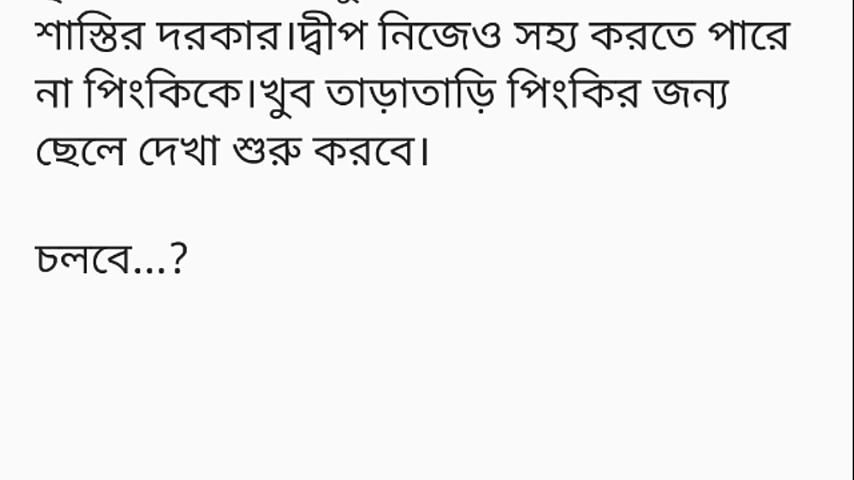 শাস্তির দরকার।দ্বীপ নিজেও সহ্য করতে পারে
না পিংকিকে।খুব তাড়াতাড়ি পিংকির জন্য
ছেলে দেখা শুরু করবে।
চলবে...?